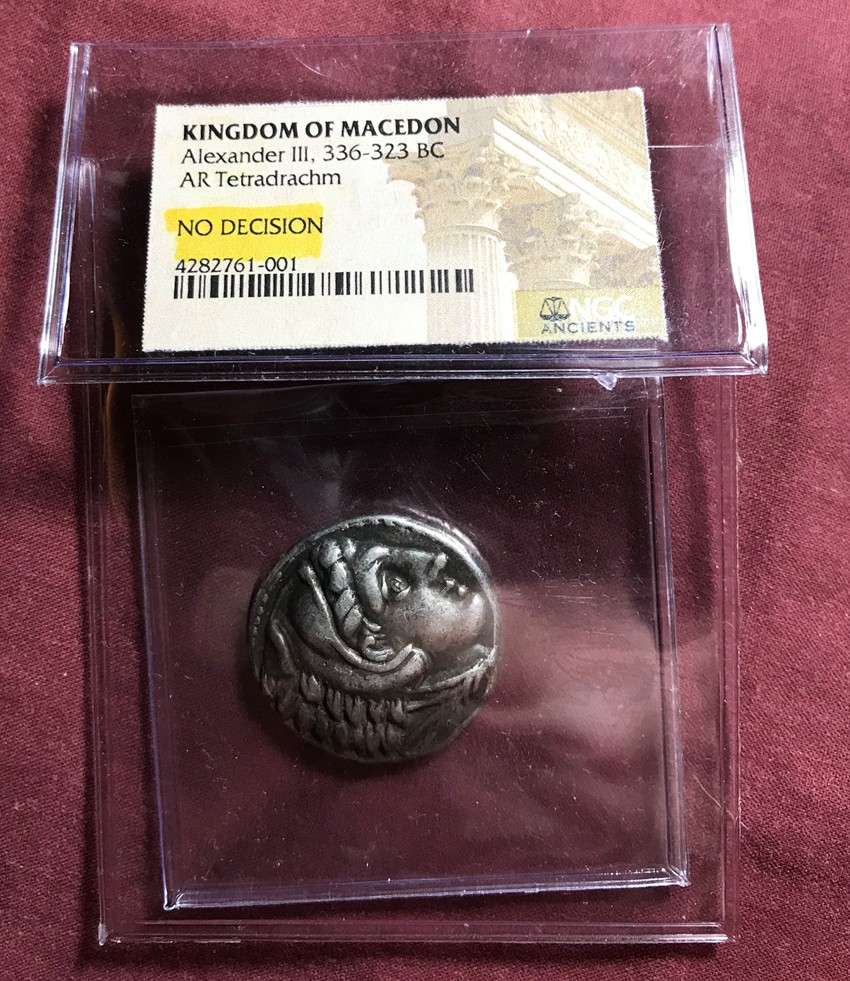 KINGDOM OF MACEDON
Alexander III, 336-323 BC
AR Tetradrachm
NO DECISION
4282761-001
NGC
ANCIENTS